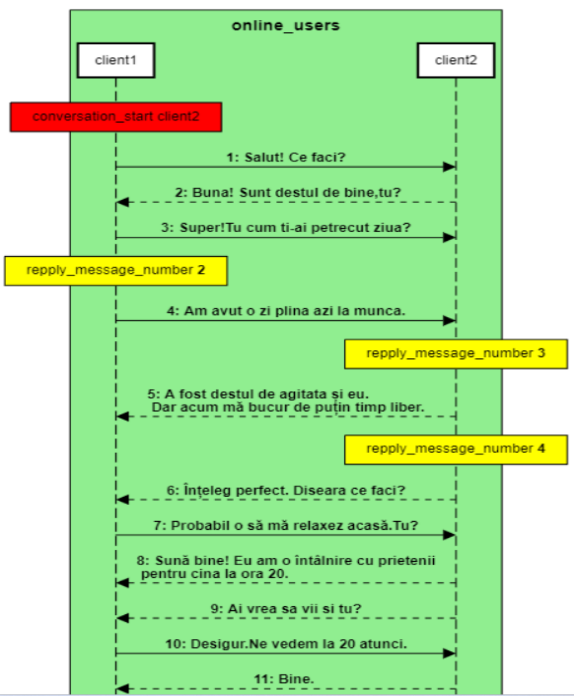 online_users
client1
client2
conversation_start client2
1: Salut! Ce faci?
2: Buna! Sunt destul de bine,tu?
3: Super!Tu cum ti-ai petrecut ziua?
repply_message_number 2
4: Am avut o zi plina azi la munca.
repply_message_number 3
5: A fost destul de agitata și eu.
Dar acum mă bucur de puțin timp liber.
repply_message_number 4
6: Înțeleg perfect. Diseara ce faci?
7: Probabil o să mă relaxez acasă.Tu?
8: Sună bine! Eu am o întâlnire cu prietenii
pentru cina la ora 20.
9: Ai vrea sa vii si tu?
10: Desigur.Ne vedem la 20 atunci.
11: Bine.